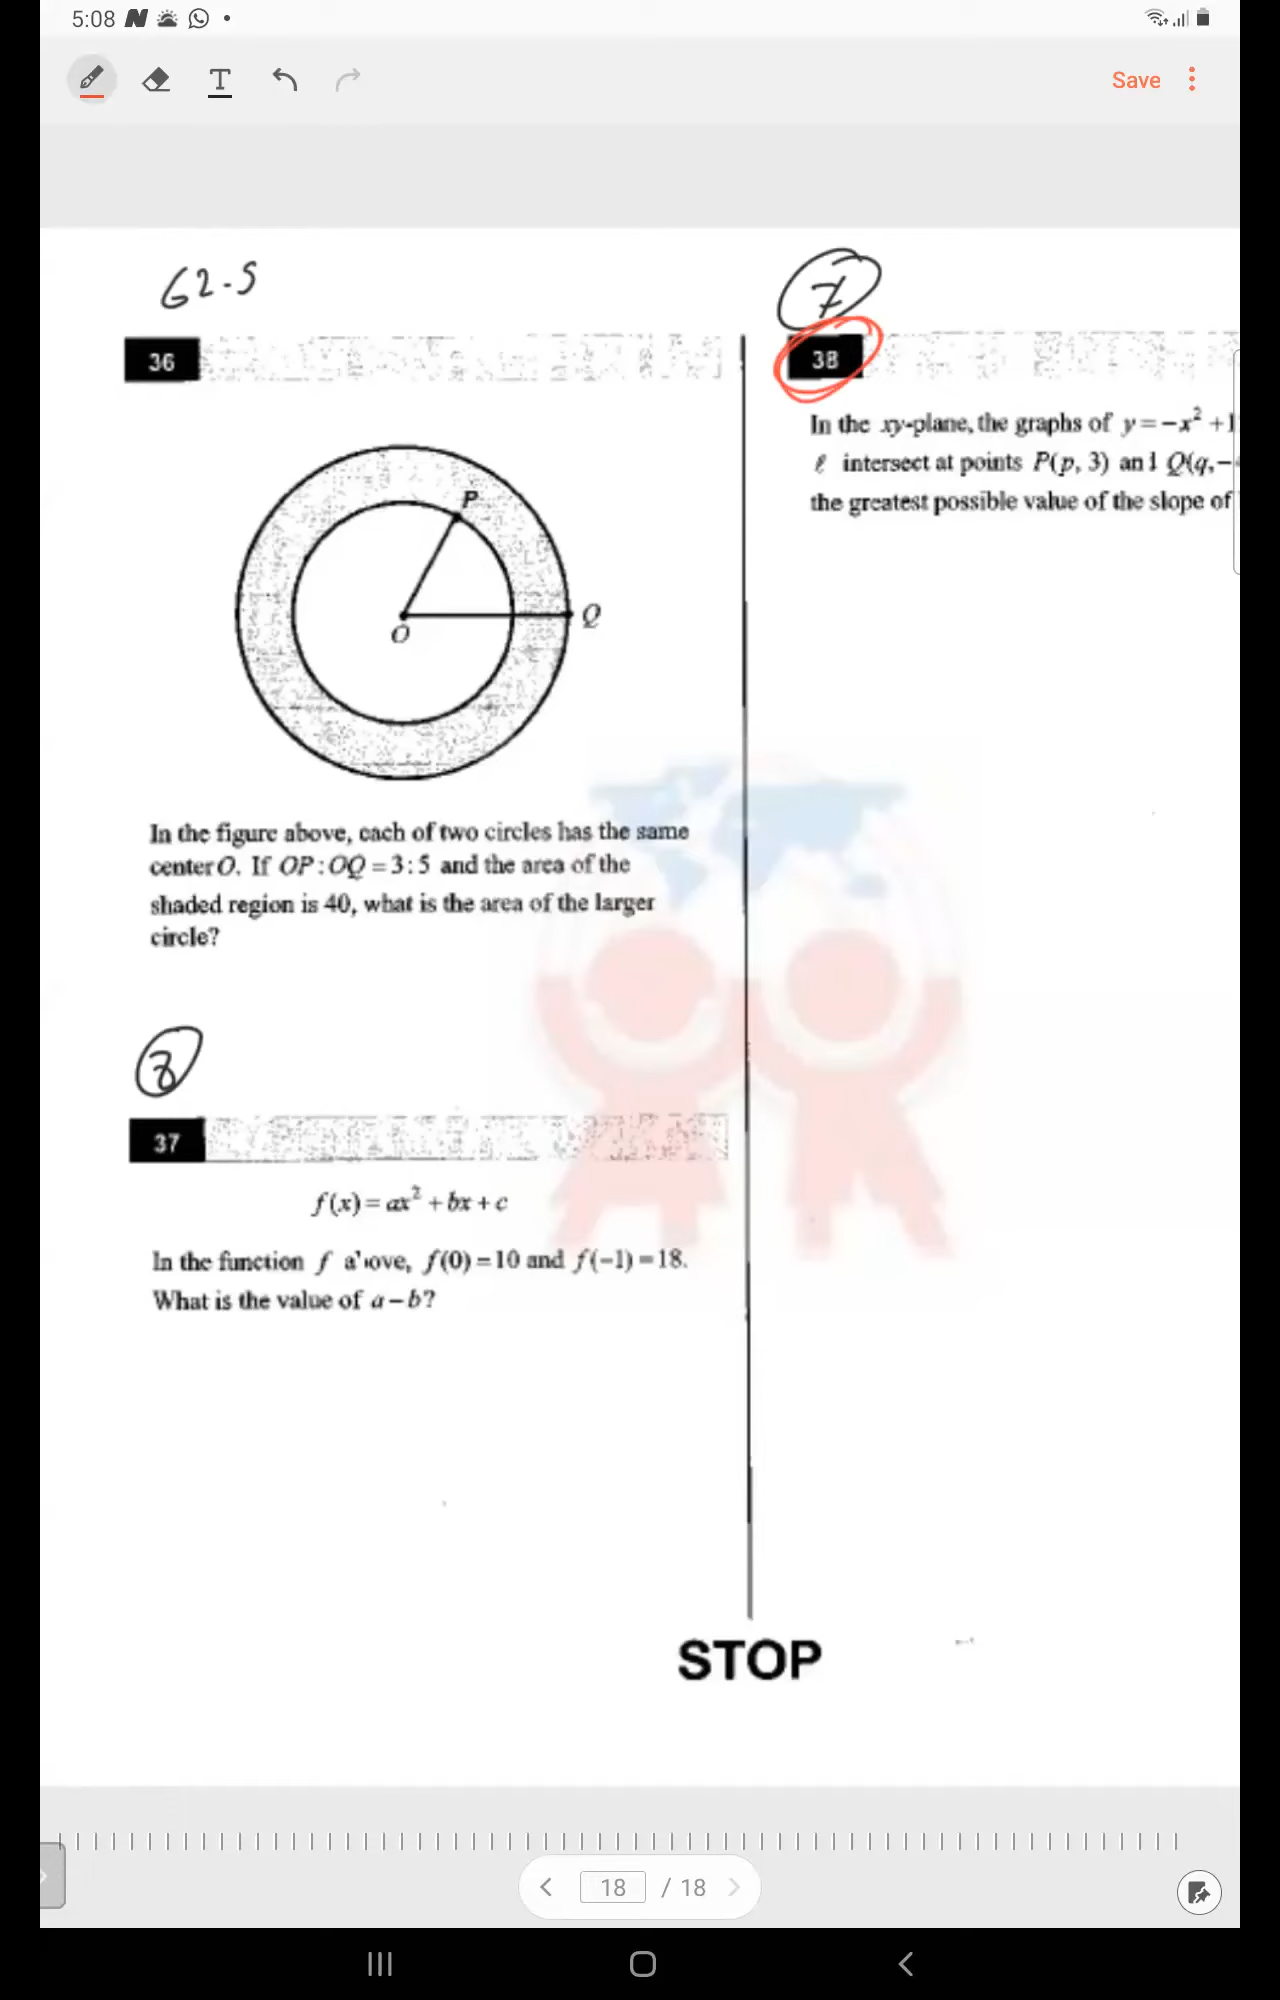 5:08
Save
62.5
36
P
O
Q
In the figure above, each of two circles has the same
center O. If OP : OQ = 3 : 5 and the area of the
shaded region is 40, what is the area of the larger
circle?
8
37
f(x) = ax² + bx + c
In the function f a'ove, f(0) = 10 and f(−1) = 18.
What is the value of a − b?
7
38
In the xy-plane, the graphs of y = −x² + 1
ℓ intersect at points P(p, 3) an1 Q(q, −
the greatest possible value of the slope of
STOP
18 / 18